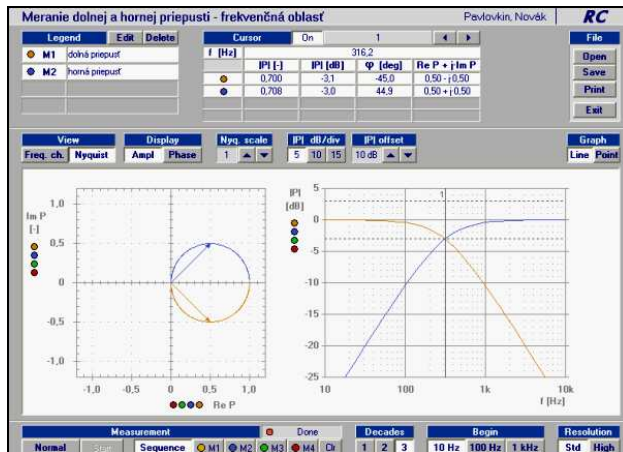 Meranie dolnej a hornej priepusti - frekvenčná oblasť Pavlovkin, Novák RC
Legend Edit Delete Cursor On 1 File
M1 dolná priepusť
M2 horná priepusť
f [Hz] 316,2
|P| [-] |P| [dB] φ [deg] Re P + j·Im P
0,700 -3,1 -45,0 0,50 - j 0,50
0,708 -3,0 44,9 0,50 + j 0,50
Open
Save
Print
Exit
View Display Nyq. scale |P| dB/div |P| offset Graph
Freq. ch. Nyquist Ampl Phase 1 5 10 15 10 dB Line Point
Im P
[-]
1,0
0,5
0
-0,5
-1,0
-1,0 -0,5 0 0,5 1,0
Re P
|P|
[dB]
1
5
0
-5
-10
-15
-20
-25
10 100 1k 10k
f [Hz]
Measurement Done Decades Begin Resolution
Normal Start Sequence M1 M2 M3 M4 Clr 1 2 3 10 Hz 100 Hz 1 kHz Std High